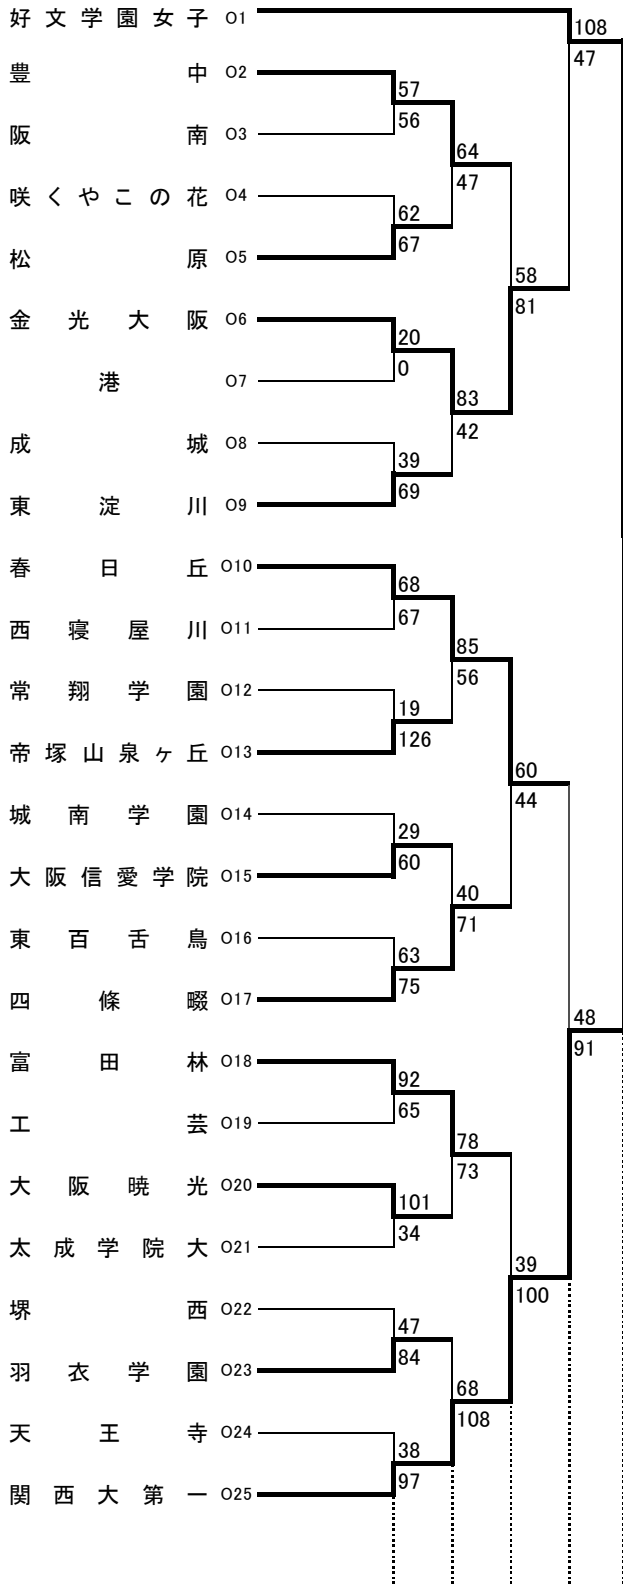 好文学園女子 O1
108
47
豊中 O2
57
56
阪南 O3
64
47
咲くやこの花 O4
62
67
松原 O5
58
81
金光大阪 O6
20
0
港 O7
83
42
成城 O8
39
69
東淀川 O9
春日丘 O10
68
67
西寝屋川 O11
85
56
常翔学園 O12
19
126
帝塚山泉ヶ丘 O13
60
44
城南学園 O14
29
60
大阪信愛学院 O15
40
71
東百舌鳥 O16
63
75
四條畷 O17
48
91
富田林 O18
92
65
工芸 O19
78
73
大阪暁光 O20
101
34
太成学院大 O21
39
100
堺西 O22
47
84
羽衣学園 O23
68
108
天王寺 O24
38
97
関西大第一 O25